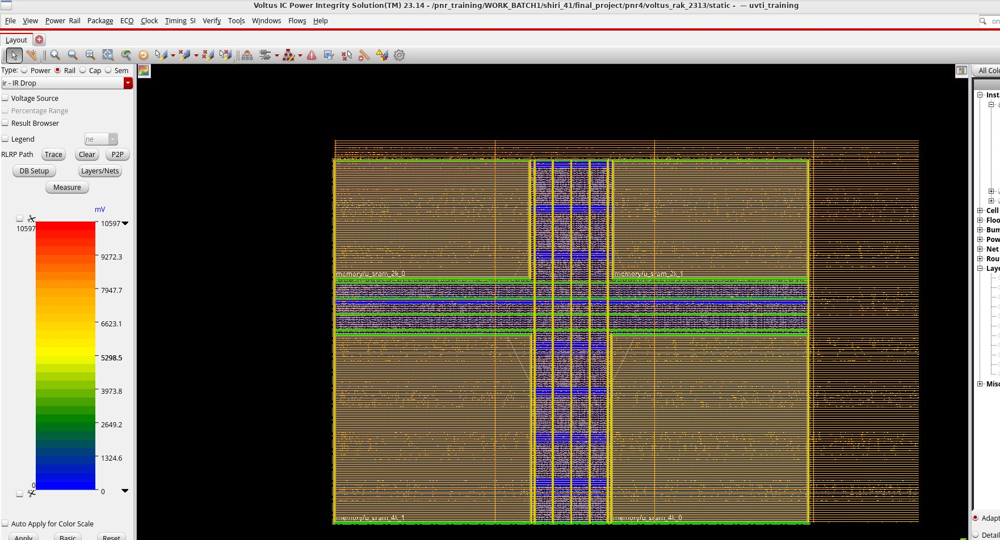 Voltus IC Power Integrity Solution(TM) 23.14 - /pnr_training/WORK_BATCH1/shiri_41/final_project/pnr4/voltus_rak_2313/static - — uvti_training
File View Power Rail Package ECO Clock Timing SI Verify Tools Windows Flows Help
on
Layout
Type: Power Rail Cap Sem
All Colo
ir - IR Drop
Voltage Source
Percentage Range
Result Browser
Legend ne
RLRP Path Trace Clear P2P
DB Setup Layers/Nets
Measure
mV
10597
10597
9272.3
7947.7
6623.1
5298.5
3973.8
2649.2
1324.6
0
0
Auto Apply for Color Scale
Apply Basic Reset
memory/u_sram_2k_0
memory/u_sram_2k_1
memory/u_sram_4k_1
memory/u_sram_4k_0
Insta
Cell
Floo
Bum
Pow
Net
Rou
Laye
Misc
Adapt
Detail